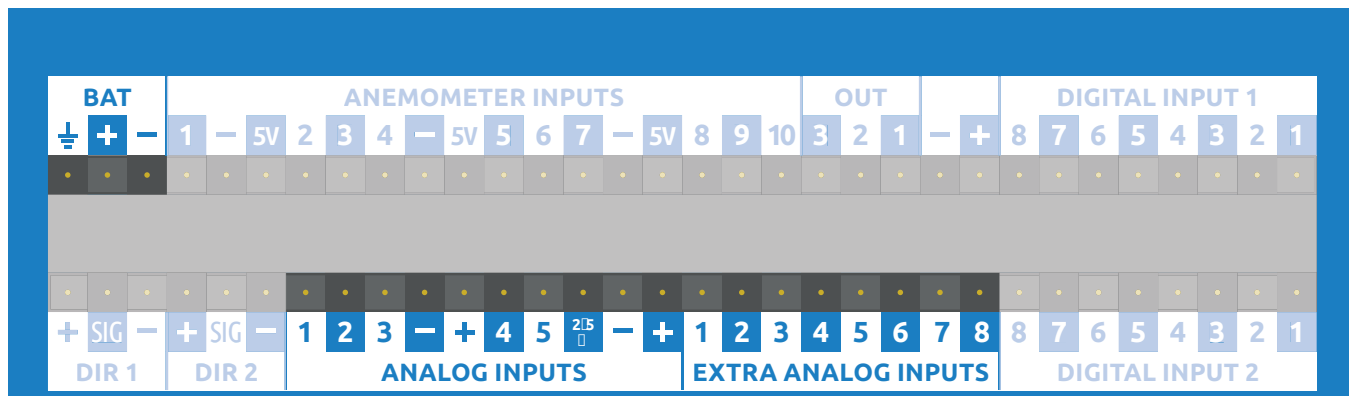 BAT ANEMOMETER INPUTS OUT DIGITAL INPUT 1
+ − 1 − 5V 2 3 4 − 5V 5 6 7 − 5V 8 9 10 3 2 1 − + 8 7 6 5 4 3 2 1
+ SIG − + SIG − 1 2 3 − + 4 5 2▯5 − + 1 2 3 4 5 6 7 8 8 7 6 5 4 3 2 1
▯
DIR 1 DIR 2 ANALOG INPUTS EXTRA ANALOG INPUTS DIGITAL INPUT 2